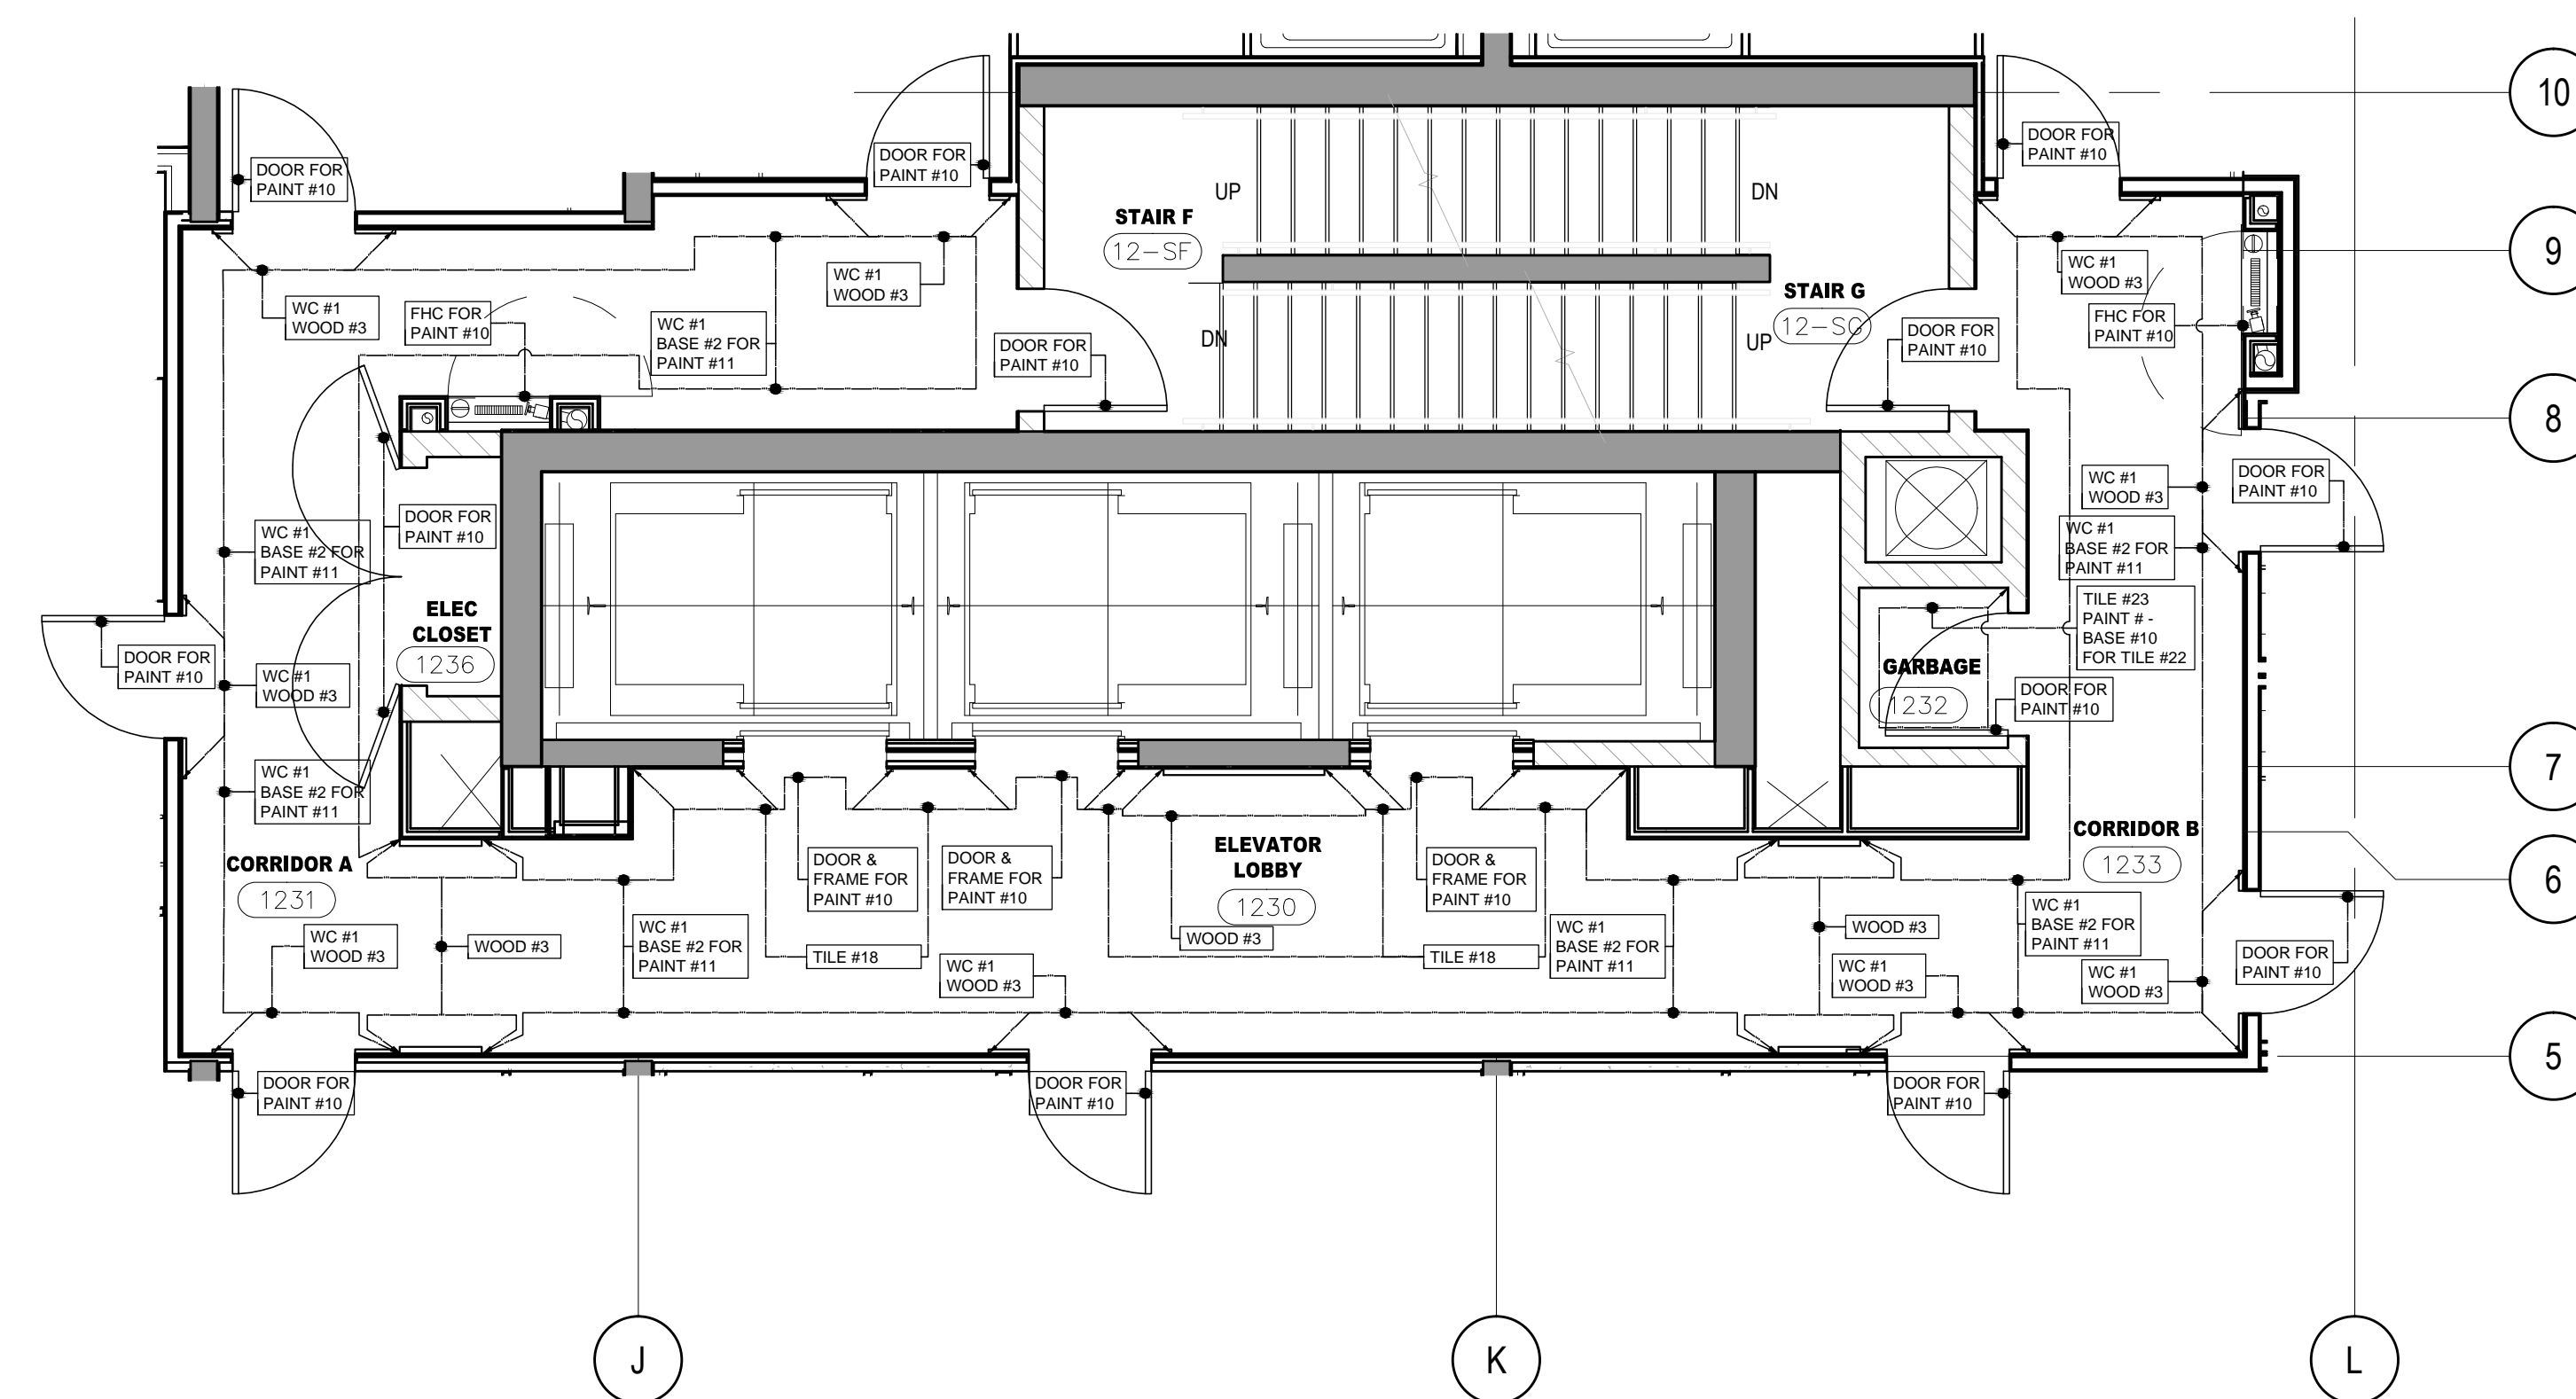 10
DOOR FOR
PAINT #10
DOOR FOR
PAINT #10
DOOR FOR
PAINT #10
UP
DN
STAIR F
12-SF
9
WC #1
WOOD #3
WC #1
WOOD #3
WC #1
WOOD #3
FHC FOR
PAINT #10
WC #1
BASE #2 FOR
PAINT #11
DOOR FOR
PAINT #10
DN
UP
STAIR G
12-SG
DOOR FOR
PAINT #10
FHC FOR
PAINT #10
8
WC #1
WOOD #3
DOOR FOR
PAINT #10
DOOR FOR
PAINT #10
WC #1
BASE #2 FOR
PAINT #11
WC #1
BASE #2 FOR
PAINT #11
TILE #23
PAINT # -
BASE #10
FOR TILE #22
ELEC
CLOSET
1236
DOOR FOR
PAINT #10
WC #1
WOOD #3
GARBAGE
1232
DOOR FOR
PAINT #10
7
WC #1
BASE #2 FOR
PAINT #11
CORRIDOR A
1231
DOOR &
FRAME FOR
PAINT #10
DOOR &
FRAME FOR
PAINT #10
ELEVATOR
LOBBY
1230
DOOR &
FRAME FOR
PAINT #10
CORRIDOR B
1233
6
WC #1
WOOD #3
WOOD #3
WC #1
BASE #2 FOR
PAINT #11
TILE #18
WC #1
WOOD #3
WOOD #3
TILE #18
WC #1
BASE #2 FOR
PAINT #11
WOOD #3
WC #1
WOOD #3
WC #1
BASE #2 FOR
PAINT #11
WC #1
WOOD #3
DOOR FOR
PAINT #10
5
DOOR FOR
PAINT #10
DOOR FOR
PAINT #10
DOOR FOR
PAINT #10
J
K
L